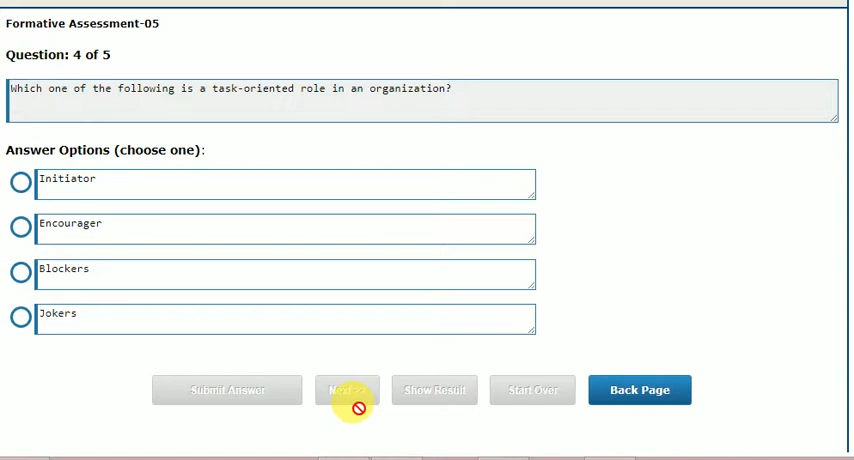 Formative Assessment-05
Question: 4 of 5
Which one of the following is a task-oriented role in an organization?
Answer Options (choose one):
Initiator
Encourager
Blockers
Jokers
Submit Answer Next >> Show Result Start Over Back Page